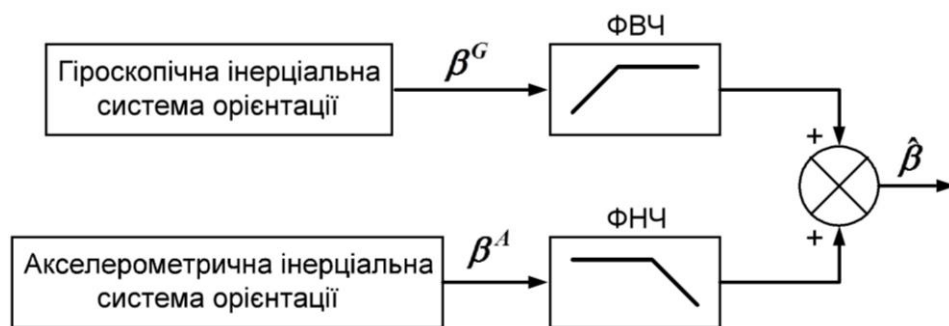 ФВЧ
Гіроскопічна інерціальна
система орієнтації
β^G
+
β̂
ФНЧ
+
Акселерометрична інерціальна
система орієнтації
β^A